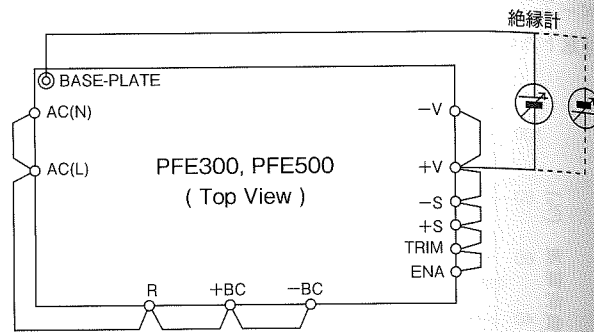 絶縁計
BASE-PLATE
AC(N)
−V
AC(L)
PFE300, PFE500
+V
( Top View )
−S
+S
TRIM
ENA
R
+BC
−BC